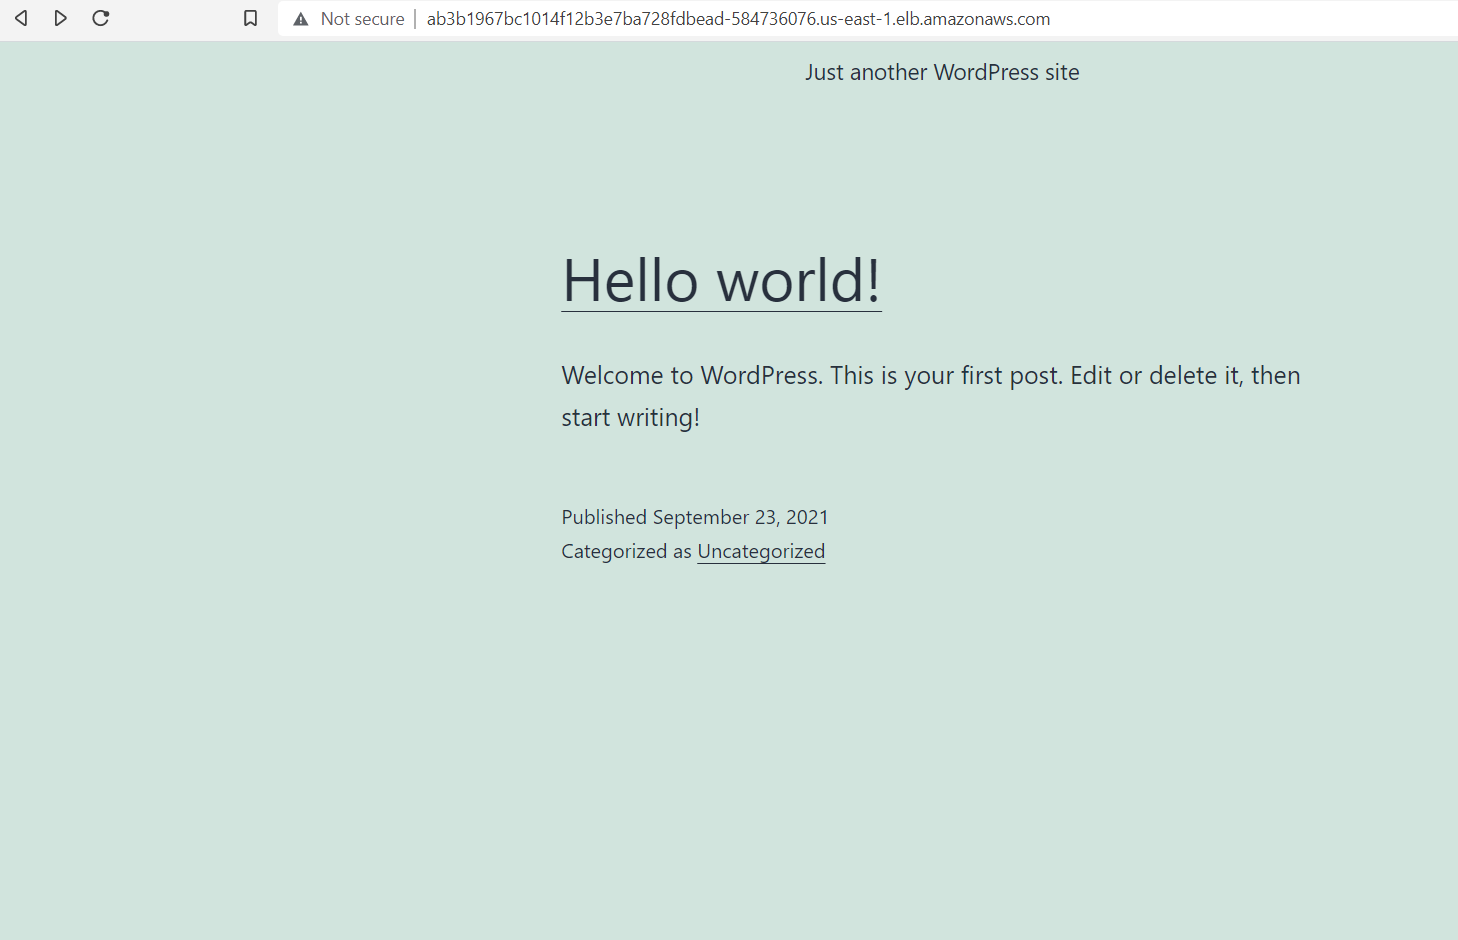 Not secure | ab3b1967bc1014f12b3e7ba728fdbead-584736076.us-east-1.elb.amazonaws.com
Just another WordPress site
Hello world!
Welcome to WordPress. This is your first post. Edit or delete it, then
start writing!
Published September 23, 2021
Categorized as Uncategorized